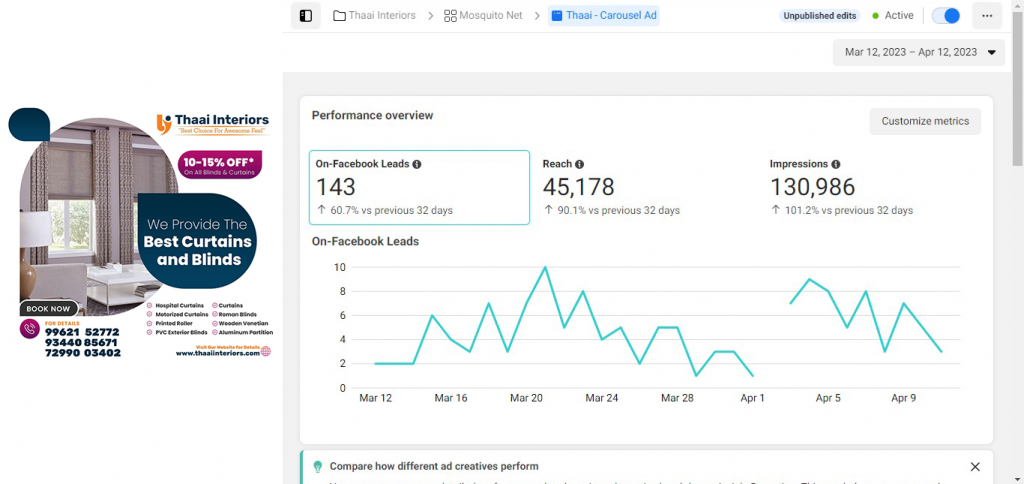 Thaai Interiors
"Best Choice For Awesome Feel"
10-15% OFF*
On All Blinds & Curtains
We Provide The
Best Curtains
and Blinds
BOOK NOW
Hospital Curtains
Motorized Curtains
Printed Roller
PVC Exterior Blinds
Curtains
Roman Blinds
Wooden Venetian
Aluminum Partition
FOR DETAILS
99621 52772
93440 85671
72990 03402
Visit Our Website for Details
www.thaaiinteriors.com
Thaai Interiors
Mosquito Net
Thaai - Carousel Ad
Unpublished edits
Active
Mar 12, 2023 – Apr 12, 2023
Performance overview
Customize metrics
On-Facebook Leads
143
↑ 60.7% vs previous 32 days
Reach
45,178
↑ 90.1% vs previous 32 days
Impressions
130,986
↑ 101.2% vs previous 32 days
On-Facebook Leads
10
8
6
4
2
0
Mar 12 Mar 16 Mar 20 Mar 24 Mar 28 Apr 1 Apr 5 Apr 9
Compare how different ad creatives perform